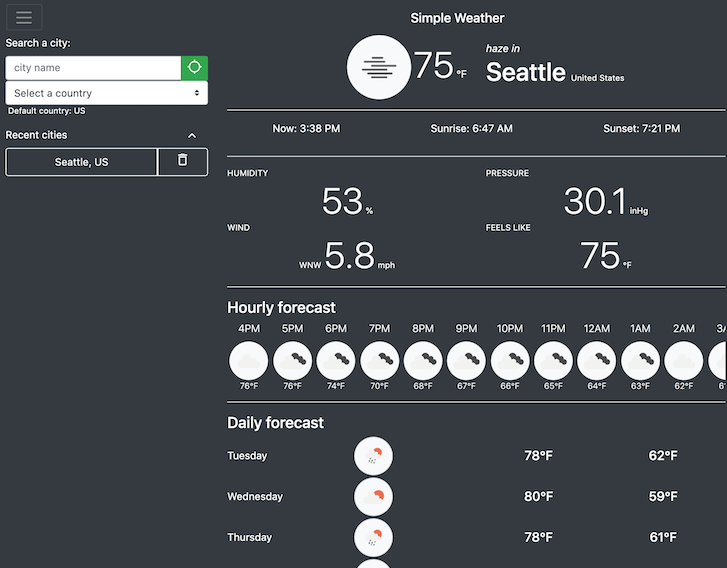 Simple Weather
Search a city:
city name
Select a country
Default country: US
Recent cities
Seattle, US
75 °F
haze in
Seattle United States
Now: 3:38 PM Sunrise: 6:47 AM Sunset: 7:21 PM
HUMIDITY PRESSURE
53 % 30.1 inHg
WIND FEELS LIKE
WNW 5.8 mph 75 °F
Hourly forecast
4PM 5PM 6PM 7PM 8PM 9PM 10PM 11PM 12AM 1AM 2AM
76°F 76°F 74°F 70°F 68°F 67°F 66°F 65°F 64°F 63°F 62°F
Daily forecast
Tuesday 78°F 62°F
Wednesday 80°F 59°F
Thursday 78°F 61°F